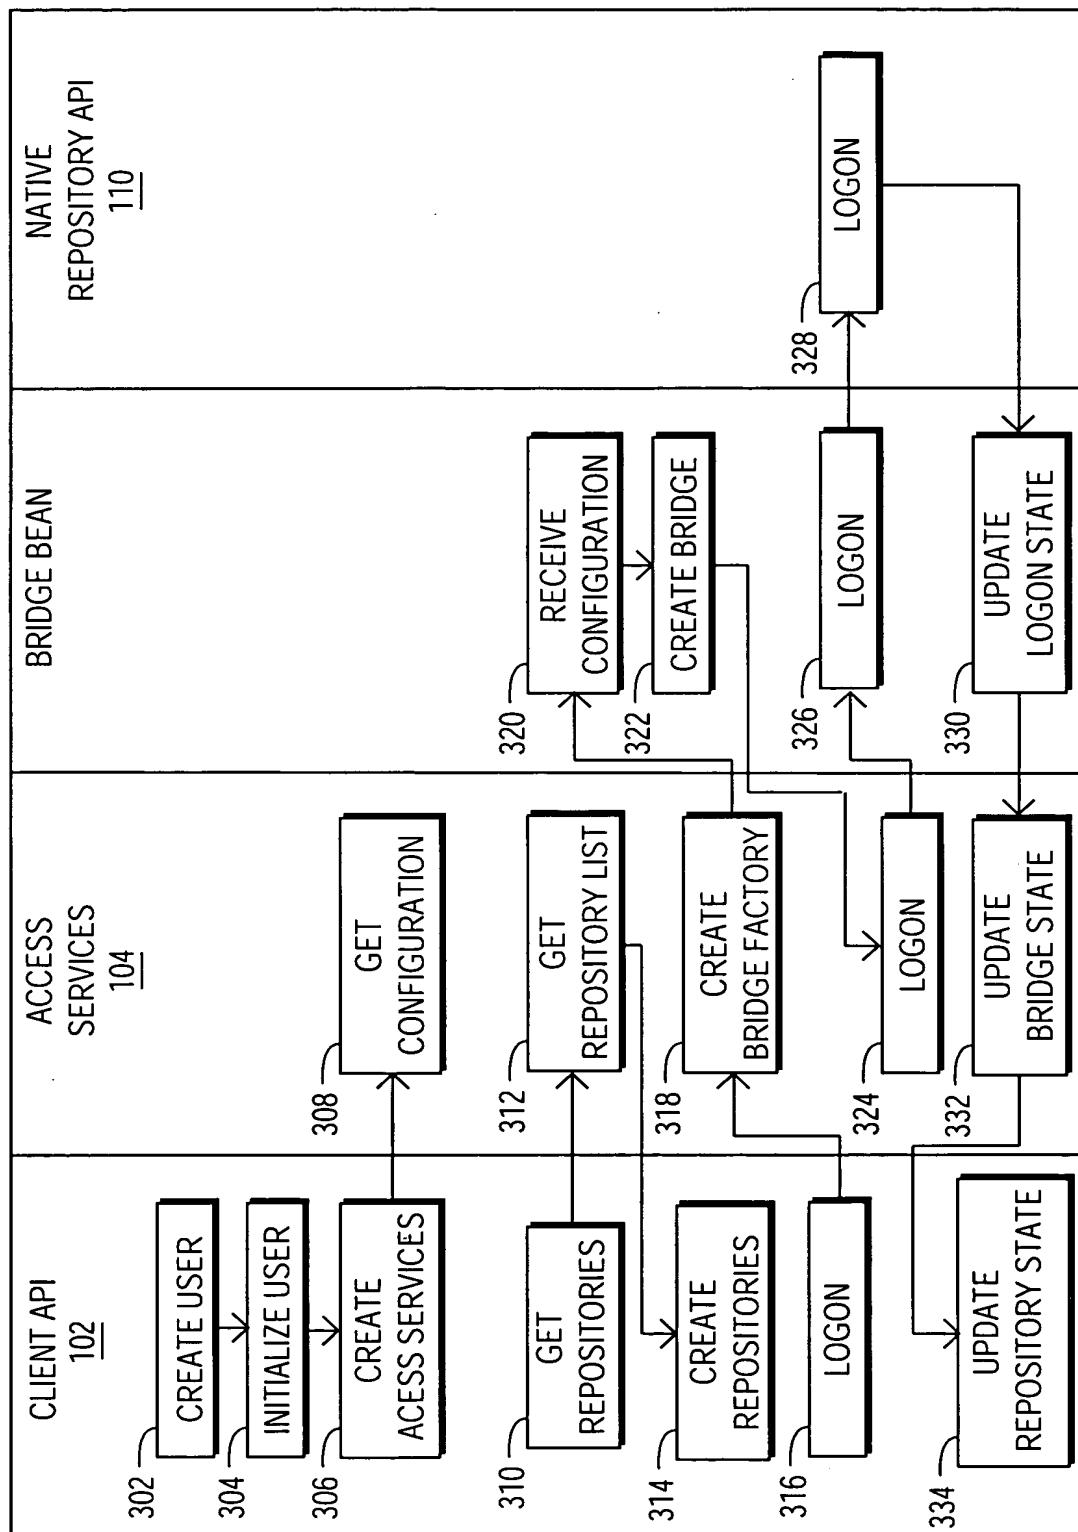 CLIENT API
102
ACCESS
SERVICES
104
BRIDGE BEAN
NATIVE
REPOSITORY API
110
302
CREATE USER
304
INITIALIZE USER
306
CREATE
ACESS SERVICES
308
GET
CONFIGURATION
310
GET
REPOSITORIES
312
GET
REPOSITORY LIST
314
CREATE
REPOSITORIES
316
LOGON
318
CREATE
BRIDGE FACTORY
320
RECEIVE
CONFIGURATION
322
CREATE BRIDGE
324
LOGON
326
LOGON
328
LOGON
330
UPDATE
LOGON STATE
332
UPDATE
BRIDGE STATE
334
UPDATE
REPOSITORY STATE